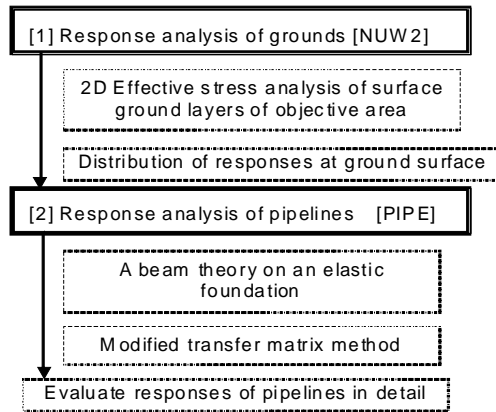 [1] Response analysis of grounds [NUW2]
2D Effective stress analysis of surface
ground layers of objective area
Distribution of responses at ground surface
[2] Response analysis of pipelines [PIPE]
A beam theory on an elastic
foundation
Modified transfer matrix method
Evaluate responses of pipelines in detail